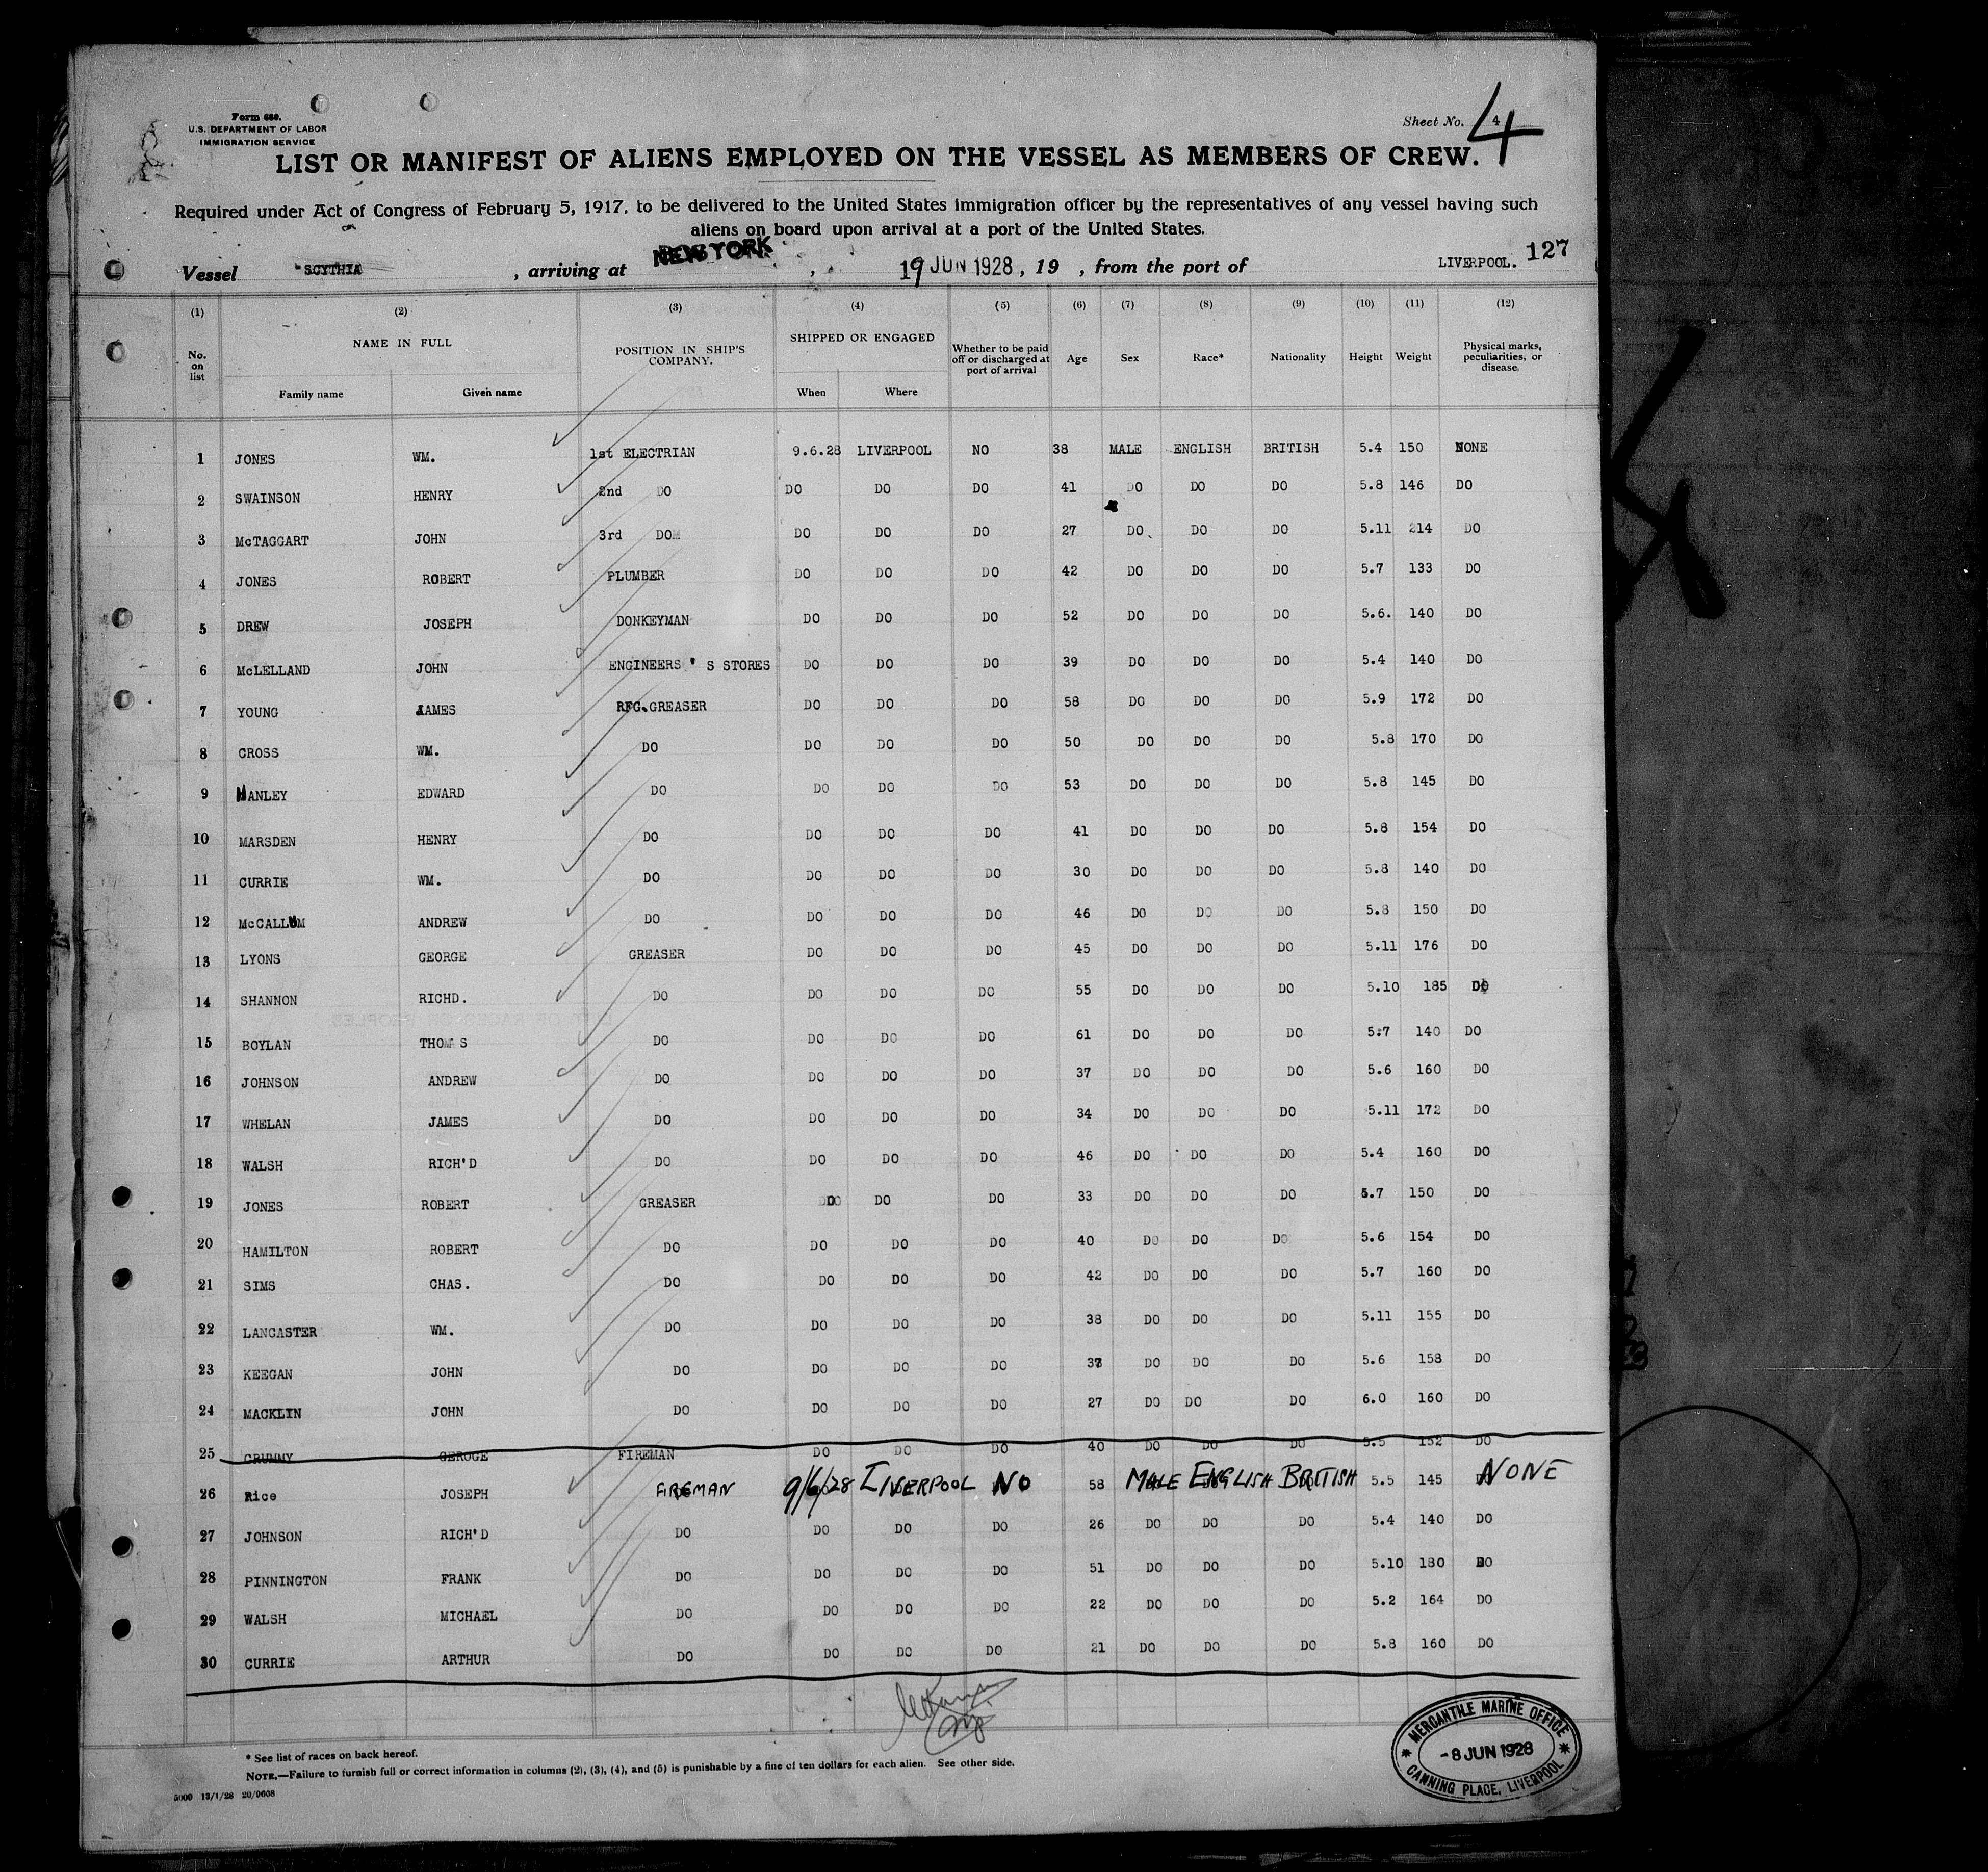 Form 680.
U.S. DEPARTMENT OF LABOR
IMMIGRATION SERVICE
Sheet No. 4
4
LIST OR MANIFEST OF ALIENS EMPLOYED ON THE VESSEL AS MEMBERS OF CREW.
Required under Act of Congress of February 5, 1917, to be delivered to the United States immigration officer by the representatives of any vessel having such
aliens on board upon arrival at a port of the United States.
127
Vessel "SCYTHIA , arriving at NEW YORK , 19 JUN 1928 , 19 , from the port of LIVERPOOL.
(1) (2) (3) (4) (5) (6) (7) (8) (9) (10) (11) (12)
No. on list NAME IN FULL POSITION IN SHIP'S COMPANY. SHIPPED OR ENGAGED Whether to be paid off or discharged at port of arrival Age Sex Race* Nationality Height Weight Physical marks, peculiarities, or disease.
Family name Given name When Where
1 JONES WM. 1st ELECTRIAN 9.6.28 LIVERPOOL NO 38 MALE ENGLISH BRITISH 5.4 150 NONE
2 SWAINSON HENRY 2nd DO DO DO DO 41 DO DO DO 5.8 146 DO
3 McTAGGART JOHN 3rd DO DO DO DO 27 DO DO DO 5.11 214 DO
4 JONES ROBERT PLUMBER DO DO DO 42 DO DO DO 5.7 133 DO
5 DREW JOSEPH DONKEYMAN DO DO DO 52 DO DO DO 5.6. 140 DO
6 McLELLAND JOHN ENGINEERS ' S STORES DO DO DO 39 DO DO DO 5.4 140 DO
7 YOUNG JAMES RFG.GREASER DO DO DO 58 DO DO DO 5.9 172 DO
8 CROSS WM. DO DO DO DO 50 DO DO DO 5.8 170 DO
9 HANLEY EDWARD DO DO DO DO 53 DO DO DO 5.8 145 DO
10 MARSDEN HENRY DO DO DO DO 41 DO DO DO 5.8 154 DO
11 CURRIE WM. DO DO DO DO 30 DO DO DO 5.8 140 DO
12 McCALLUM ANDREW DO DO DO DO 46 DO DO DO 5.8 150 DO
13 LYONS GEORGE GREASER DO DO DO 45 DO DO DO 5.11 176 DO
14 SHANNON RICHD. DO DO DO DO 55 DO DO DO 5.10 185 DO
15 BOYLAN THOM S DO DO DO DO 61 DO DO DO 5.7 140 DO
16 JOHNSON ANDREW DO DO DO DO 37 DO DO DO 5.6 160 DO
17 WHELAN JAMES DO DO DO DO 34 DO DO DO 5.11 172 DO
18 WALSH RICH'D DO DO DO DO 46 DO DO DO 5.4 160 DO
19 JONES ROBERT GREASER DO DO DO 33 DO DO DO 5.7 150 DO
20 HAMILTON ROBERT DO DO DO DO 40 DO DO DO 5.6 154 DO
21 SIMS CHAS. DO DO DO DO 42 DO DO DO 5.7 160 DO
22 LANCASTER WM. DO DO DO DO 38 DO DO DO 5.11 155 DO
23 KEEGAN JOHN DO DO DO DO DO DO DO 5.6 158 DO
24 MACKLIN JOHN DO DO DO DO 27 DO DO DO 6.0 160 DO
25 CRUMMY GEROGE FIREMAN DO DO DO 40 DO DO DO 5.5 152 DO
26 Rice JOSEPH FIREMAN 9/6/28 LIVERPOOL NO 58 MALE ENGLISH BRITISH 5.5 145 NONE
27 JOHNSON RICH'D DO DO DO DO 26 DO DO DO 5.4 140 DO
28 PINNINGTON FRANK DO DO DO DO 51 DO DO DO 5.10 180 DO
29 WALSH MICHAEL DO DO DO DO 22 DO DO DO 5.2 164 DO
30 CURRIE ARTHUR DO DO DO DO 21 DO DO DO 5.8 160 DO
* See list of races on back hereof.
NOTE.—Failure to furnish full or correct information in columns (2), (3), (4), and (5) is punishable by a fine of ten dollars for each alien. See other side.
5000 13/1/28 20/9608
MERCANTILE MARINE OFFICE
-8 JUN 1928
CANNING PLACE, LIVERPOOL